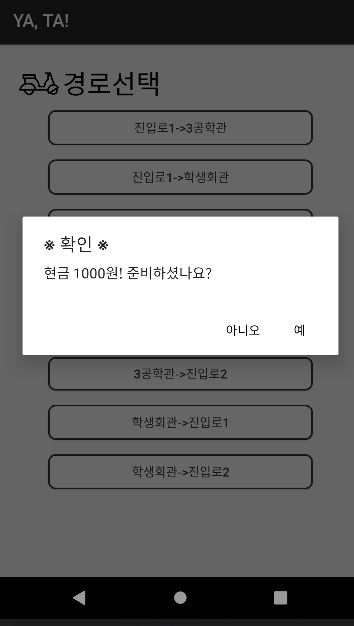 YA, TA!
경로선택
진입로1->3공학관
진입로1->학생회관
※ 확인 ※
현금 1000원! 준비하셨나요?
아니오
예
3공학관->진입로2
학생회관->진입로1
학생회관->진입로2